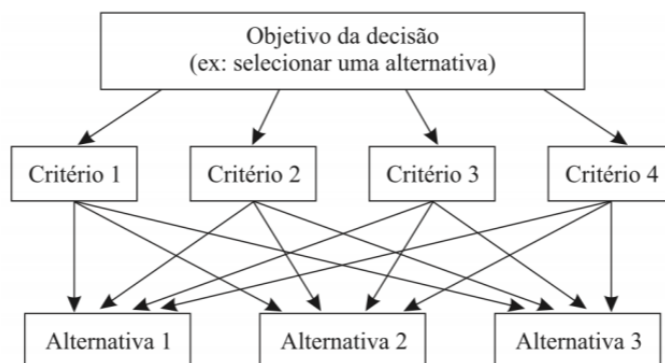 Objetivo da decisão
(ex: selecionar uma alternativa)
Critério 1
Critério 2
Critério 3
Critério 4
Alternativa 1
Alternativa 2
Alternativa 3